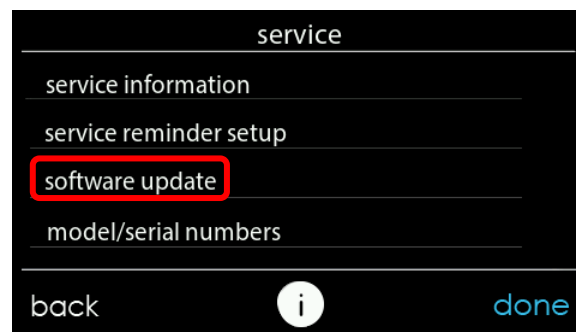 service
service information
service reminder setup
software update
model/serial numbers
back i done